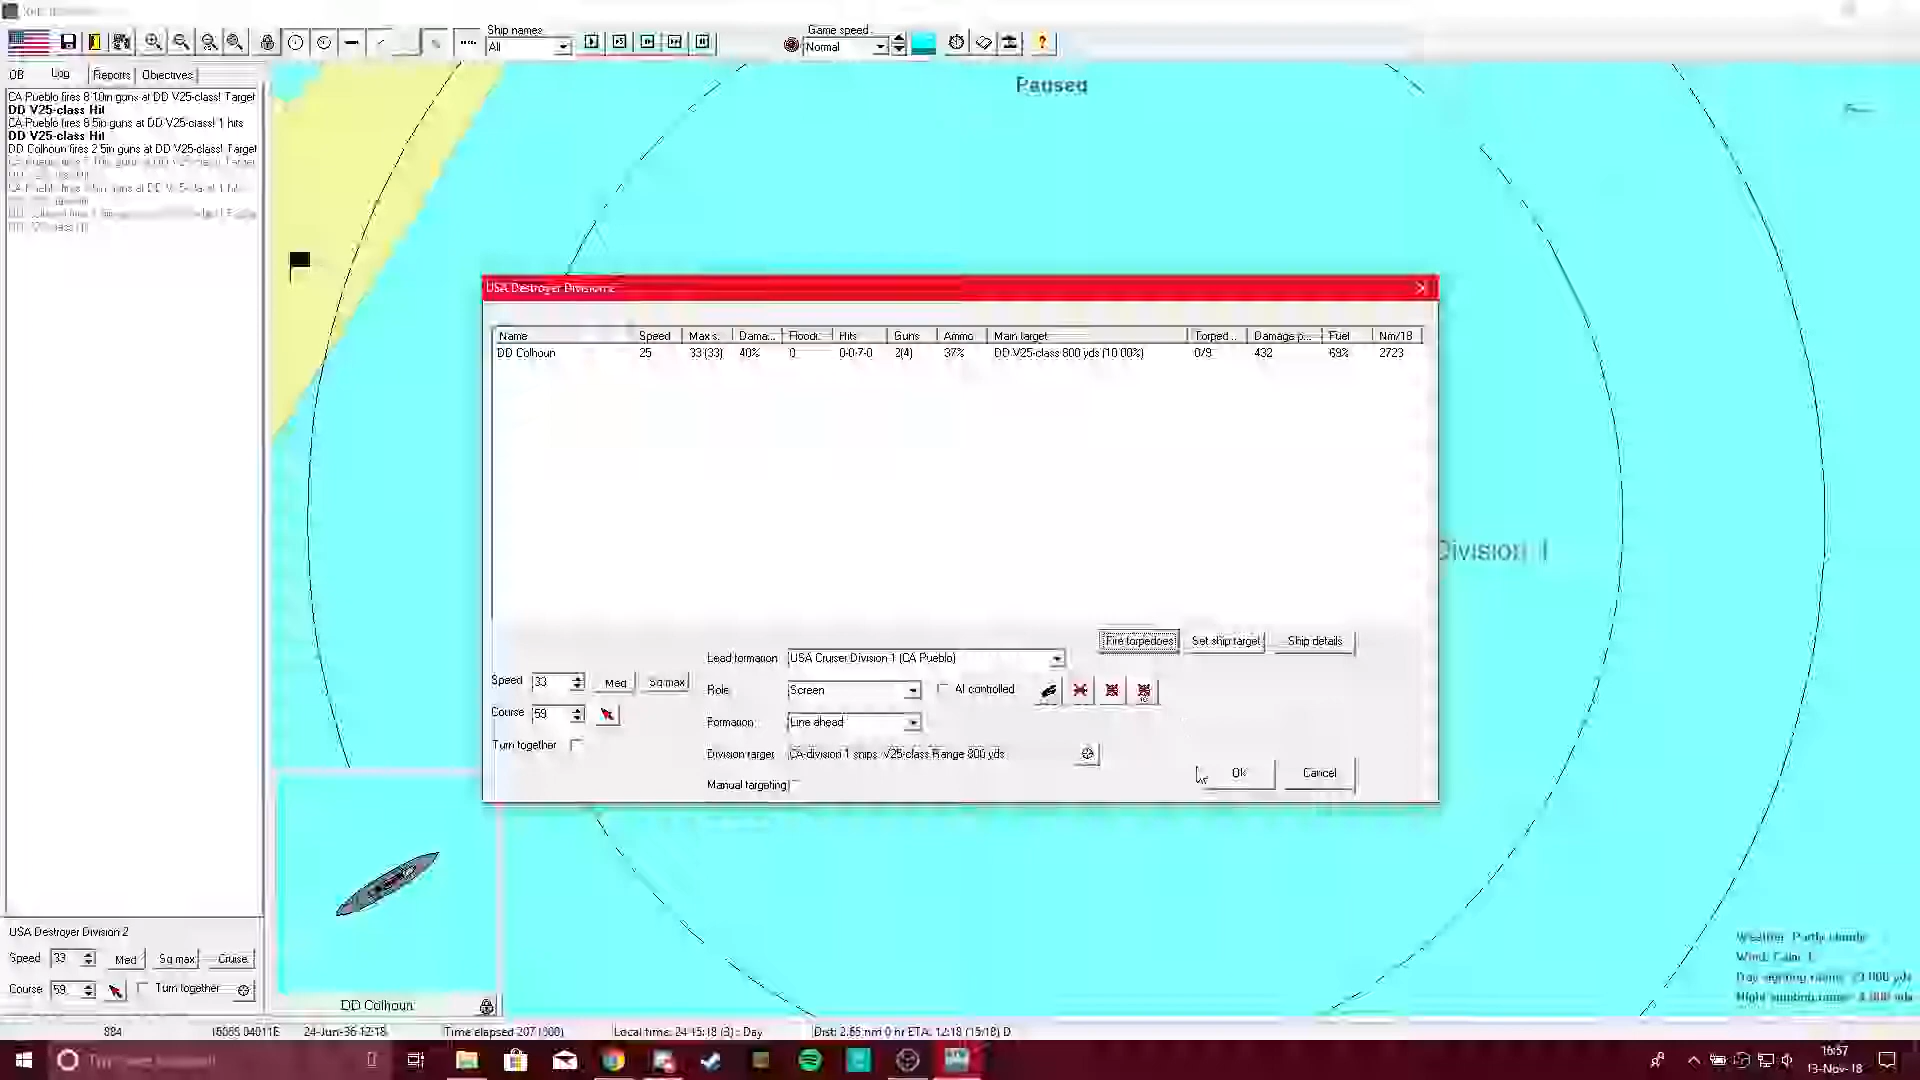 Ship names
All
Game speed
Normal
OB Log Reports Objectives
CA Pueblo fires 8 10in guns at DD V25-class! Target
DD V25-class Hit
CA Pueblo fires 8 5in guns at DD V25-class! 1 hits
DD V25-class Hit
DD Colhoun fires 2 5in guns at DD V25-class! Target
Paused
USA Destroyer Division 2
Name Speed Max s. Dama... Floodi. Hits Guns Ammo Main target Torped... Damage p... Fuel Nm/18
DD Colhoun 25 33 (33) 40% 0 0-0-7-0 2(4) 37% DD V25-class 800 yds (10.00%) 0/9 432 69% 2723
Division 1
Fire torpedoes Set ship target Ship details
Lead formation USA Cruiser Division 1 (CA Pueblo)
Speed 33 Med Sq max
Role Screen AI controlled
Course 59
Formation Line ahead
Turn together
Division target CA-division 1 ships: V25-class Range 800 yds
Manual targeting
Ok Cancel
USA Destroyer Division 2
Speed 33 Med Sq max Cruise
Course 59 Turn together
DD Colhoun
Weather: Partly cloudy
884 24-Jun-36 12:18 Time elapsed 207 Local time: 24 15:18 (3) : Day Dist: 2.65 nm 0 hr ETA: 12:18 (15:18) D
16:57
13-Nov-18